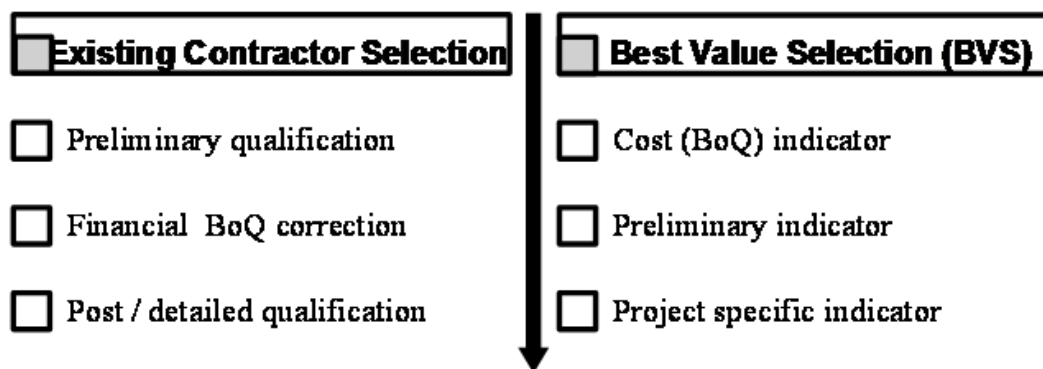 Existing Contractor Selection
Preliminary qualification
Financial BoQ correction
Post / detailed qualification
Best Value Selection (BVS)
Cost (BoQ) indicator
Preliminary indicator
Project specific indicator